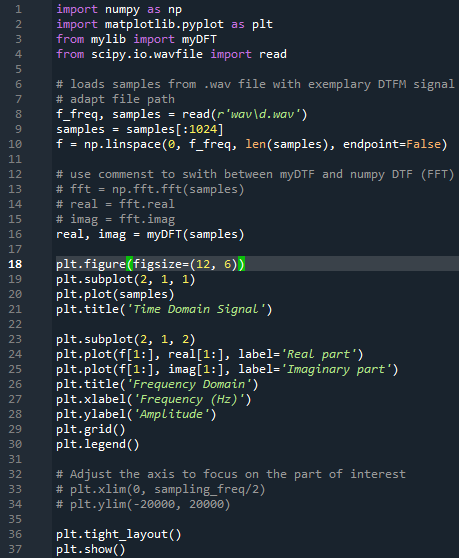 1 import numpy as np
2 import matplotlib.pyplot as plt
3 from mylib import myDFT
4 from scipy.io.wavfile import read
5
6 # loads samples from .wav file with exemplary DTFM signal
7 # adapt file path
8 f_freq, samples = read(r'wav\d.wav')
9 samples = samples[:1024]
10 f = np.linspace(0, f_freq, len(samples), endpoint=False)
11
12 # use commenst to swith between myDTF and numpy DTF (FFT)
13 # fft = np.fft.fft(samples)
14 # real = fft.real
15 # imag = fft.imag
16 real, imag = myDFT(samples)
17
18 plt.figure(figsize=(12, 6))
19 plt.subplot(2, 1, 1)
20 plt.plot(samples)
21 plt.title('Time Domain Signal')
22
23 plt.subplot(2, 1, 2)
24 plt.plot(f[1:], real[1:], label='Real part')
25 plt.plot(f[1:], imag[1:], label='Imaginary part')
26 plt.title('Frequency Domain')
27 plt.xlabel('Frequency (Hz)')
28 plt.ylabel('Amplitude')
29 plt.grid()
30 plt.legend()
31
32 # Adjust the axis to focus on the part of interest
33 # plt.xlim(0, sampling_freq/2)
34 # plt.ylim(-20000, 20000)
35
36 plt.tight_layout()
37 plt.show()